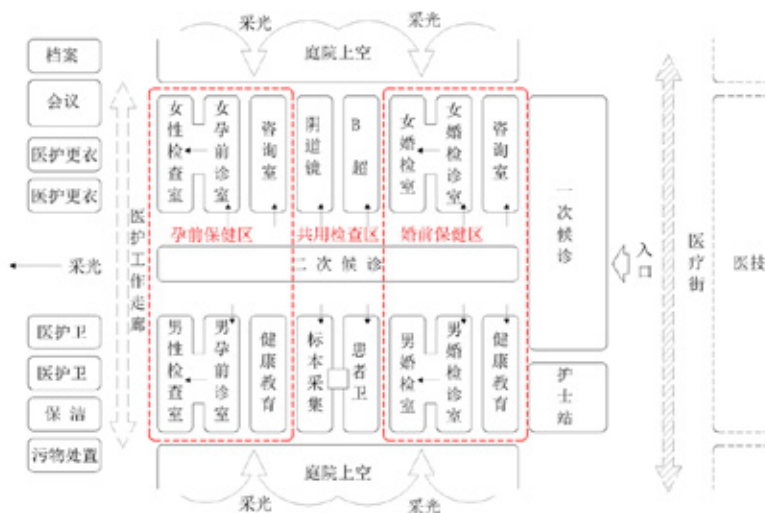 采光
采光
庭院上空
档案
会议
医护更衣
医护更衣
采光
医护卫
医护卫
保洁
污物处置
医护工作走廊
女性检查室
女孕前诊室
咨询室
阴道镜
B超
女婚检室
女婚检诊室
咨询室
孕前保健区
共用检查区
婚前保健区
二次候诊
男性检查室
男孕前诊室
健康教育
标本采集
患者卫
男婚检室
男婚检诊室
健康教育
一次候诊
护士站
入口
医疗街
医技
庭院上空
采光
采光